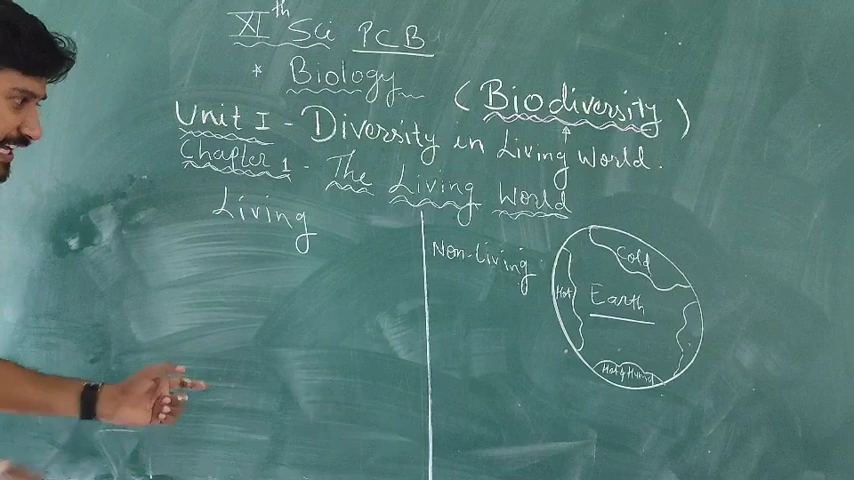 XIth Sci PCB
* Biology
(Biodiversity)
Unit I - Diversity in Living World.
Chapter 1 - The Living World
Living
Non-Living
Cold
Hot
Earth
Hot & Humid